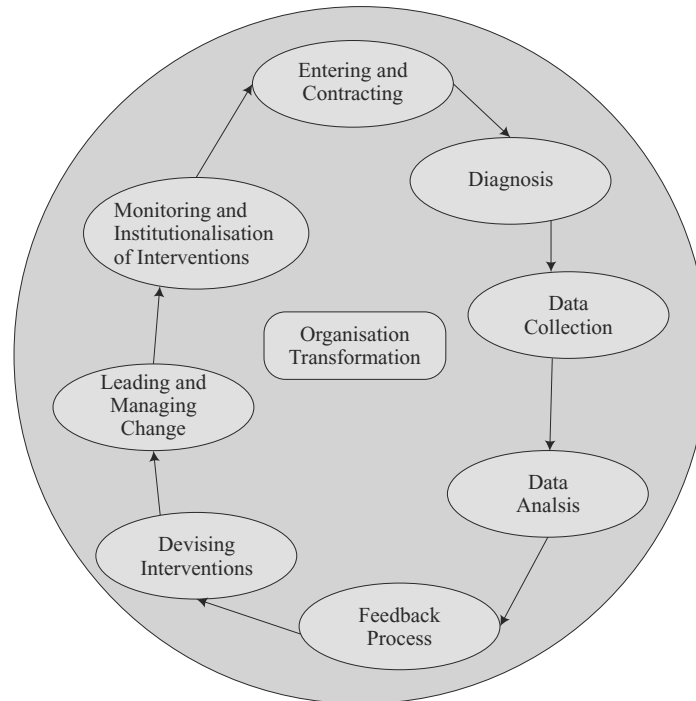 Entering and
Contracting
Diagnosis
Data
Collection
Data
Analsis
Feedback
Process
Devising
Interventions
Leading and
Managing
Change
Monitoring and
Institutionalisation
of Interventions
Organisation
Transformation